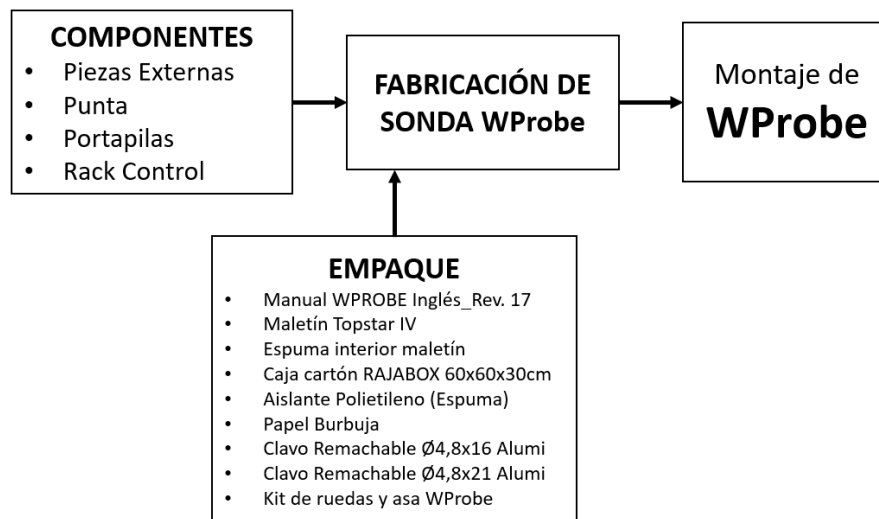 COMPONENTES
• Piezas Externas
• Punta
• Portapilas
• Rack Control
FABRICACIÓN DE
SONDA WProbe
Montaje de
WProbe
EMPAQUE
• Manual WPROBE Inglés_Rev. 17
• Maletín Topstar IV
• Espuma interior maletín
• Caja cartón RAJABOX 60x60x30cm
• Aislante Polietileno (Espuma)
• Papel Burbuja
• Clavo Remachable Ø4,8x16 Alumi
• Clavo Remachable Ø4,8x21 Alumi
• Kit de ruedas y asa WProbe